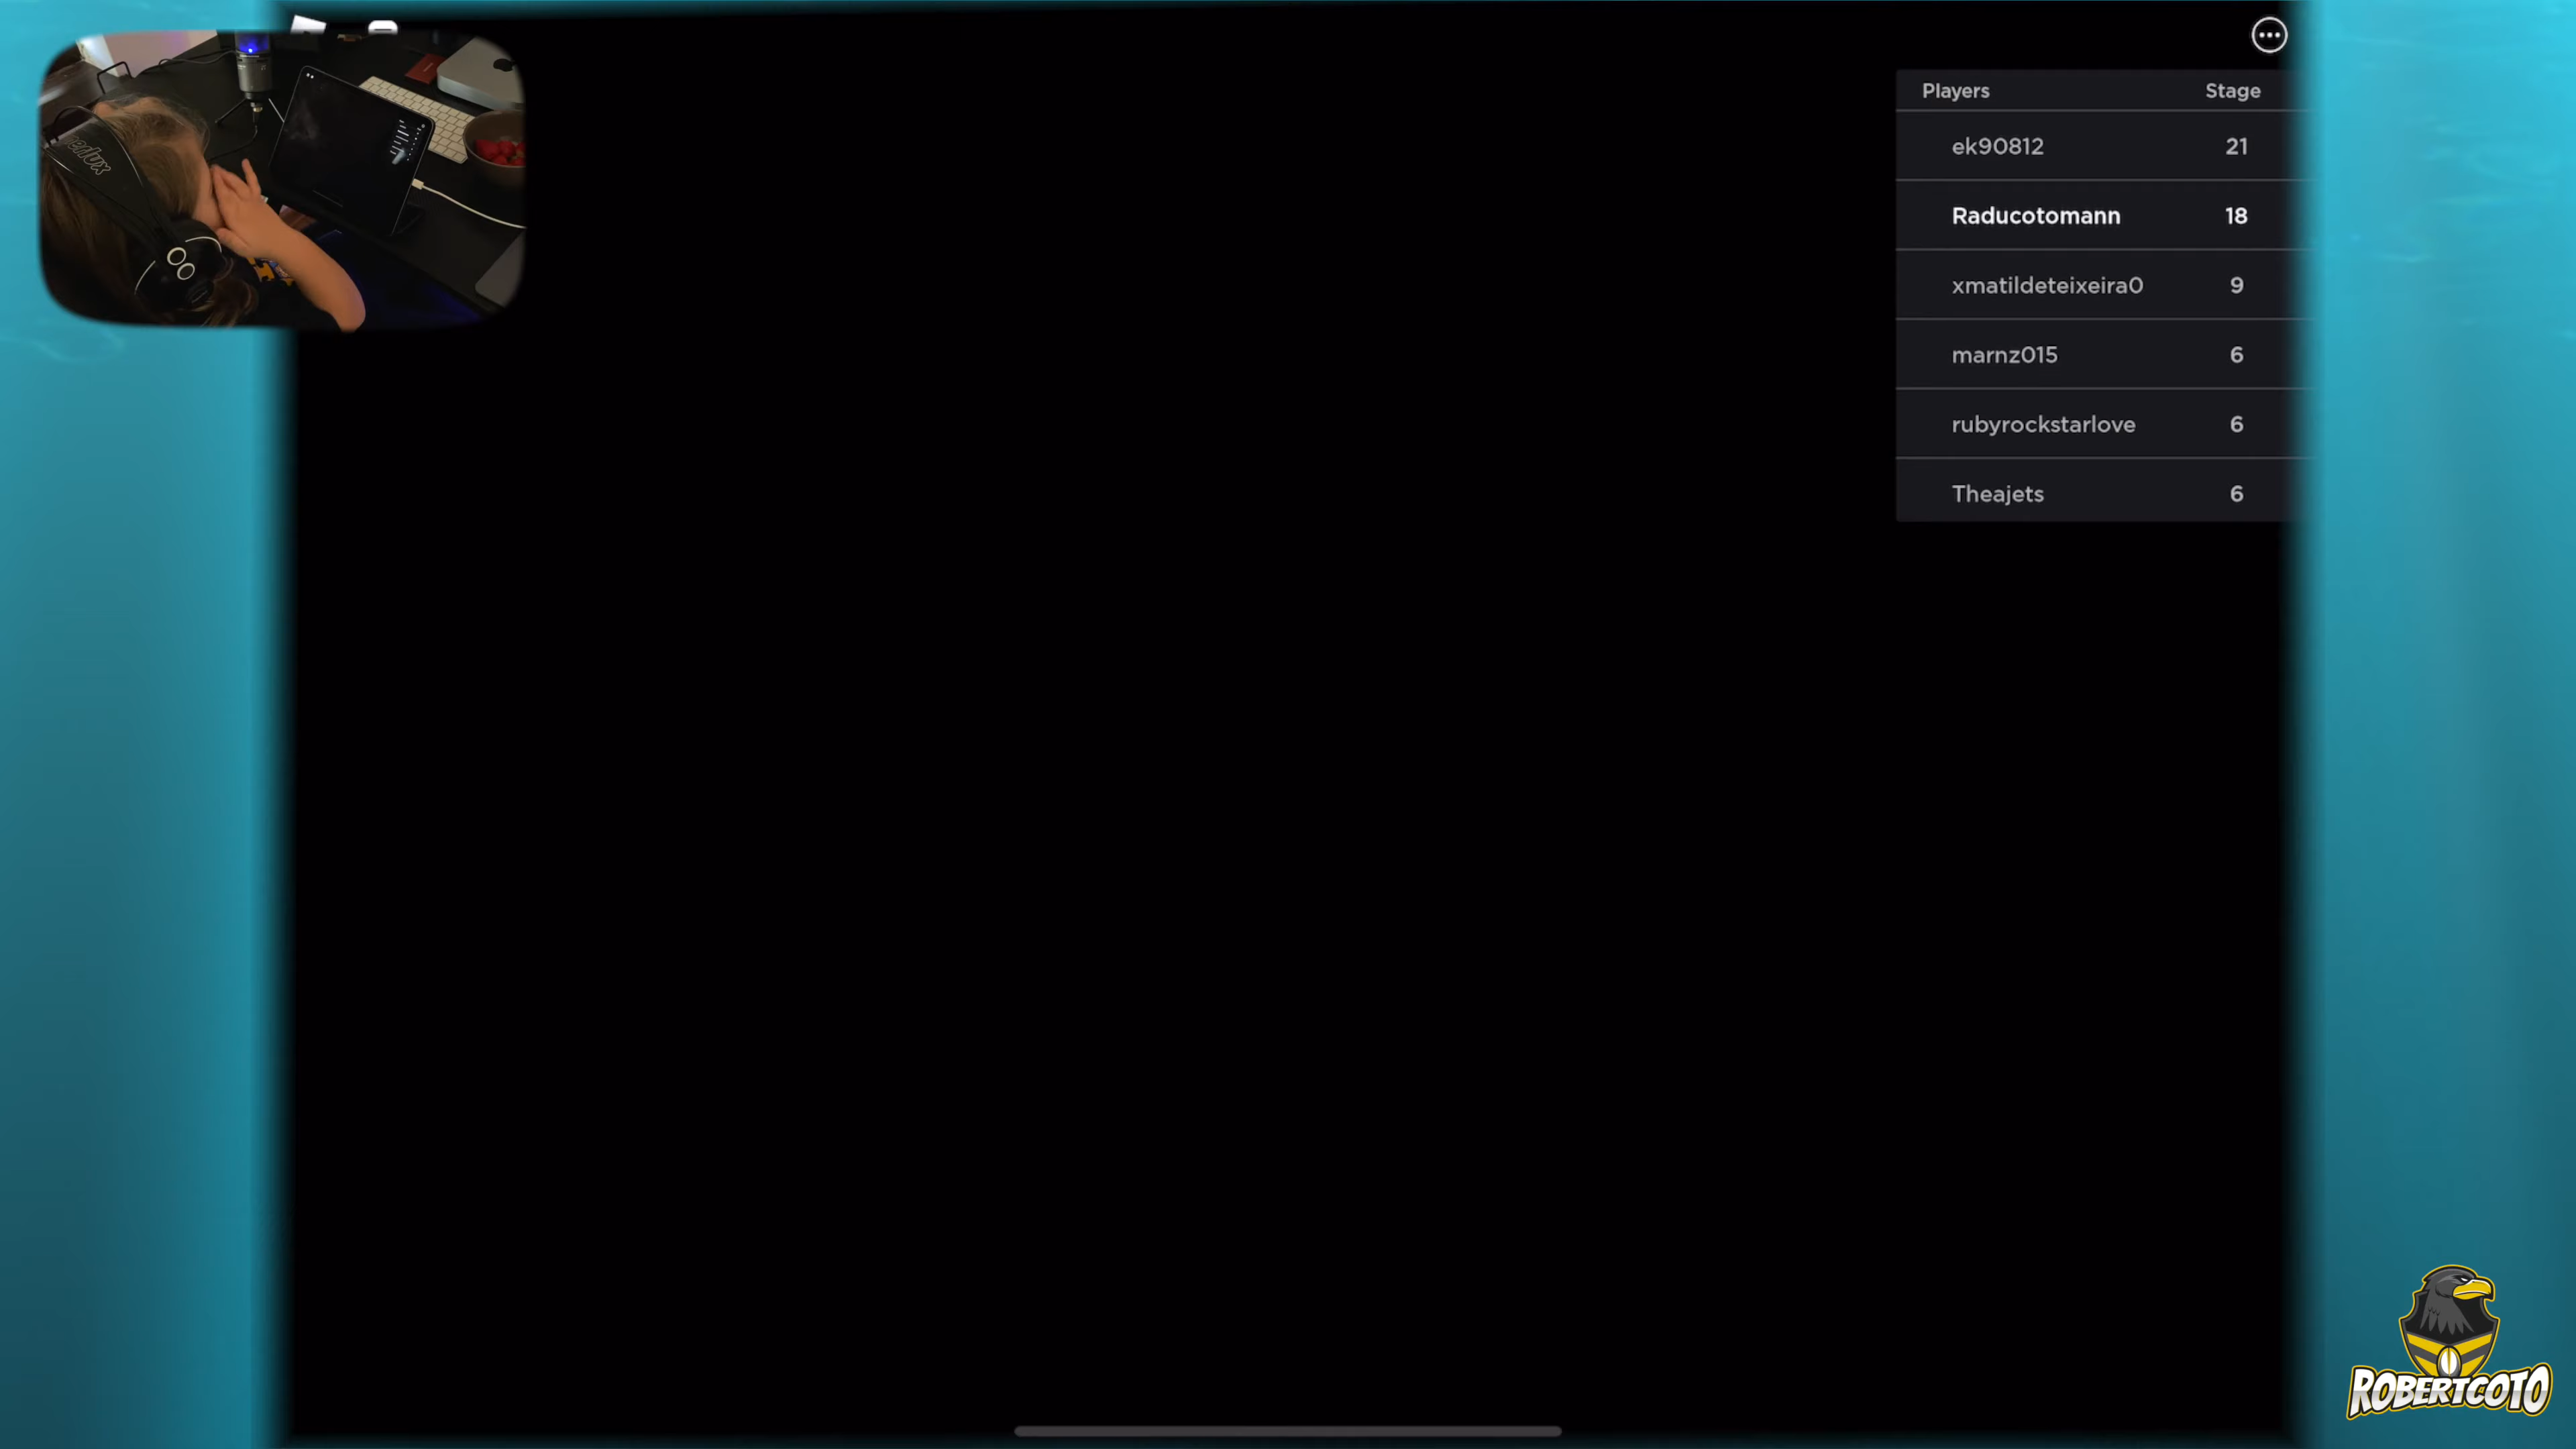 Players Stage
ek90812 21
Raducotomann 18
xmatildeteixeira0 9
marnz015 6
rubyrockstarlove 6
Theajets 6
ROBERTCOTO